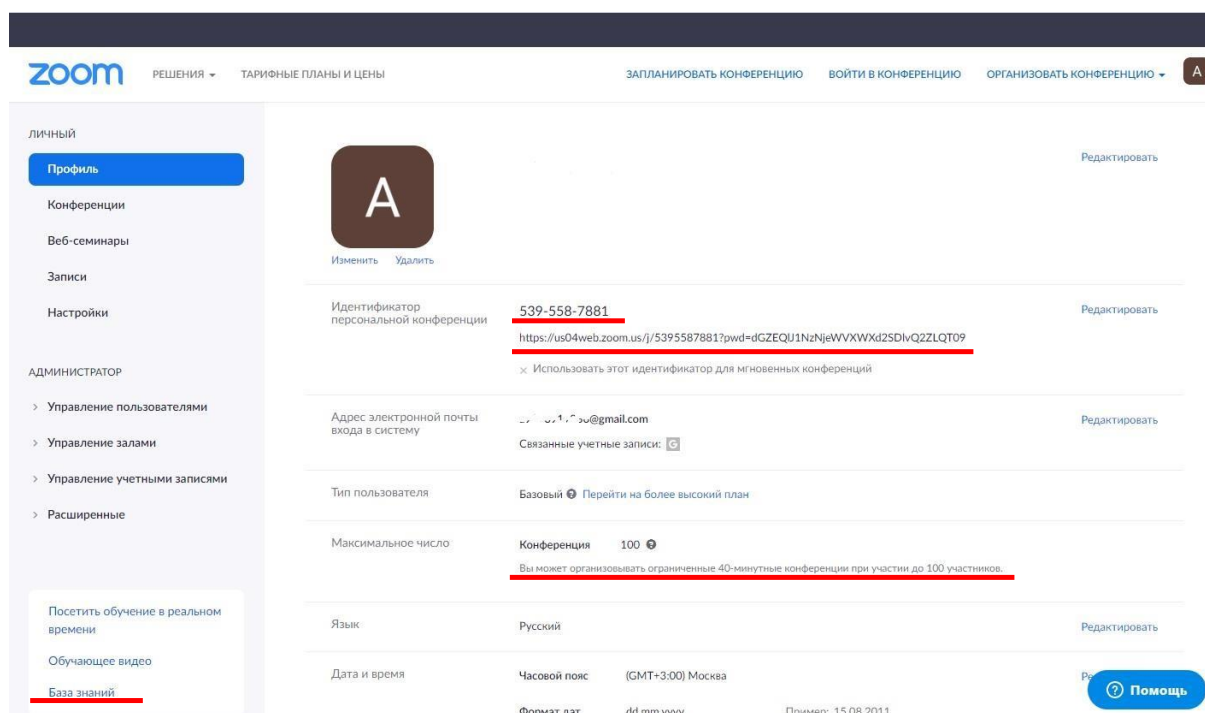 zoom РЕШЕНИЯ ТАРИФНЫЕ ПЛАНЫ И ЦЕНЫ ЗАПЛАНИРОВАТЬ КОНФЕРЕНЦИЮ ВОЙТИ В КОНФЕРЕНЦИЮ ОРГАНИЗОВАТЬ КОНФЕРЕНЦИЮ A
ЛИЧНЫЙ
Профиль
Конференции
Веб-семинары
Записи
Настройки
АДМИНИСТРАТОР
Управление пользователями
Управление залами
Управление учетными записями
Расширенные
Посетить обучение в реальном
времени
Обучающее видео
База знаний
A
Редактировать
Изменить Удалить
Идентификатор
персональной конференции
539-558-7881
Редактировать
https://us04web.zoom.us/j/5395587881?pwd=dGZEQlJ1NzNjeWVXWXd2SDlvQ2ZLQT09
× Использовать этот идентификатор для мгновенных конференций
Адрес электронной почты
входа в систему
@gmail.com
Редактировать
Связанные учетные записи: G
Тип пользователя
Базовый Перейти на более высокий план
Максимальное число
Конференция 100
Вы может организовывать ограниченные 40-минутные конференции при участии до 100 участников.
Язык
Русский
Редактировать
Дата и время
Часовой пояс (GMT+3:00) Москва
Формат дат dd.mm.yyyy Пример: 15.08.2011
Помощь